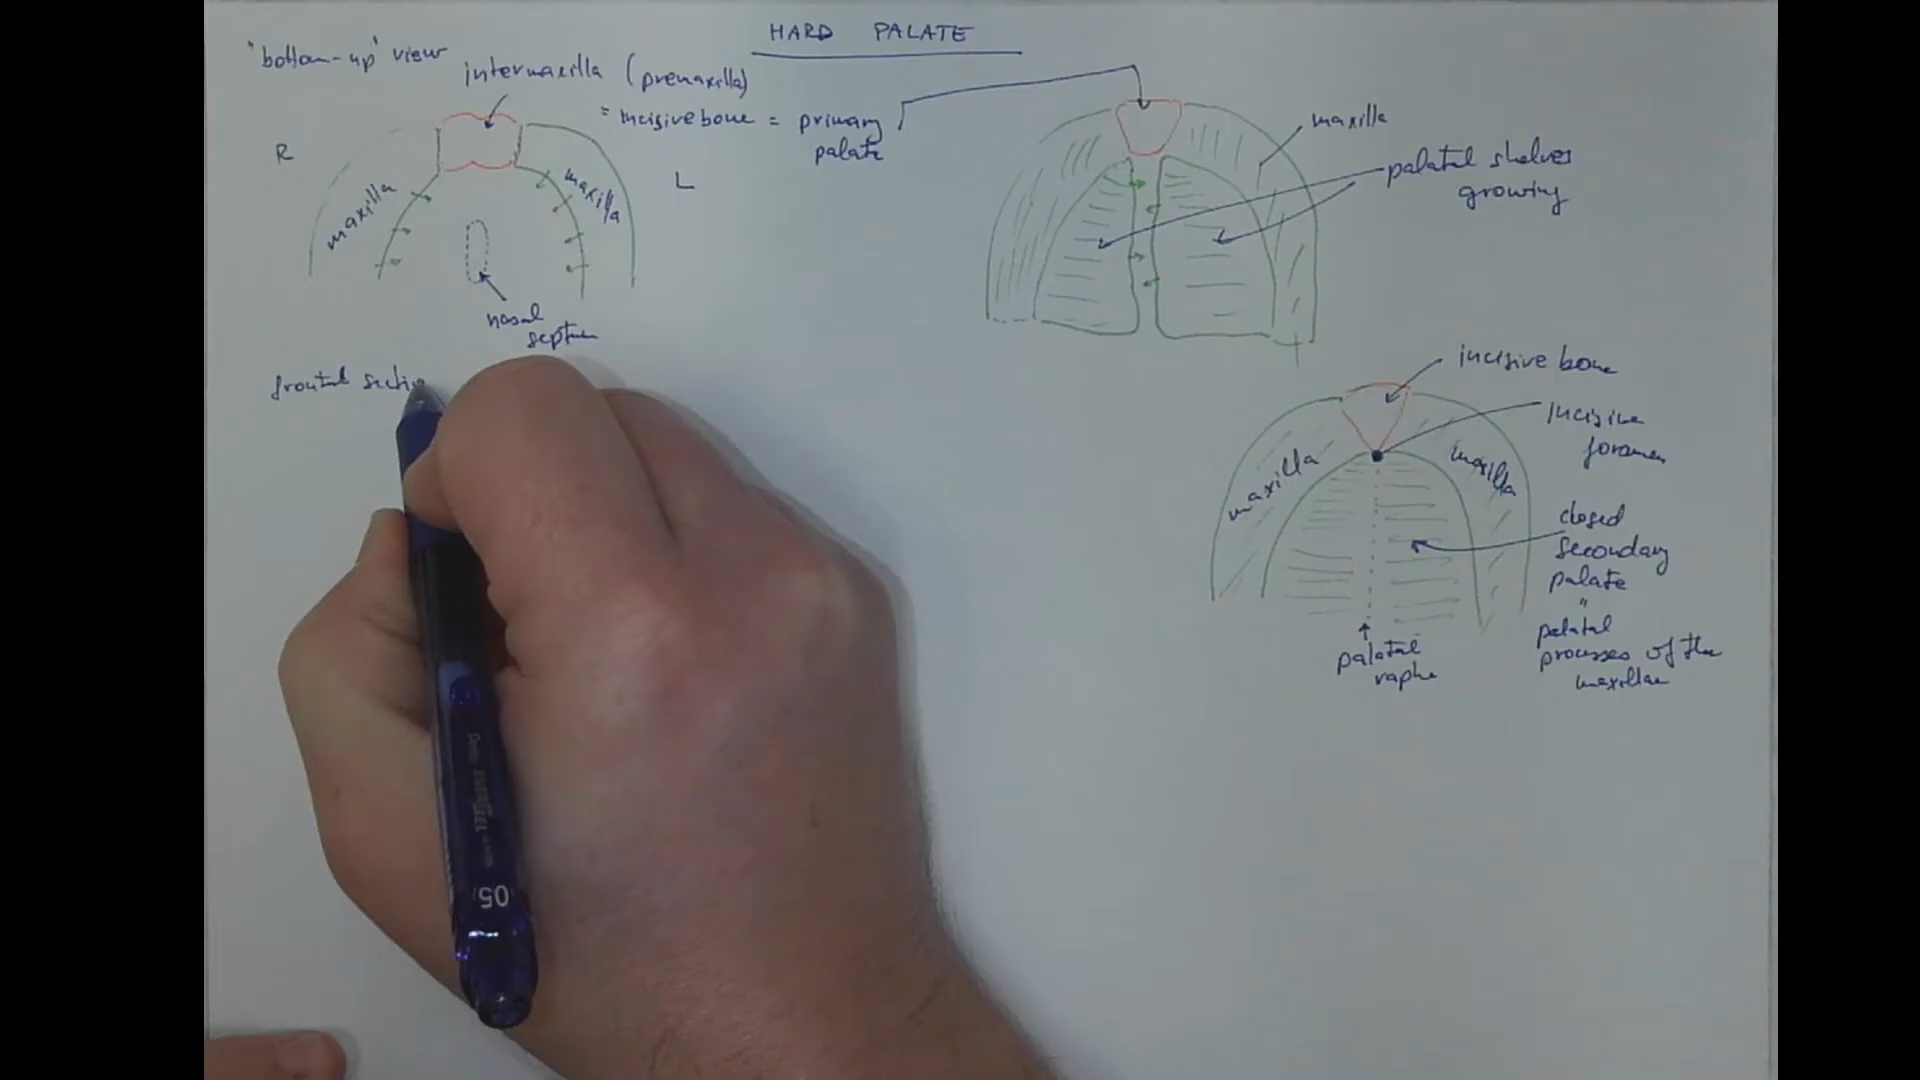 HARD PALATE
"bottom-up" view
intermaxilla (premaxilla)
= incisive bone = primary
palate
R
L
maxilla
maxilla
nasal
septum
frontal sectio
maxilla
palatal shelves
growing
incisive bone
incisive
foramen
maxilla
maxilla
closed
secondary
palate
"
palatal
processes of the
maxillae
palatal
raphe
05